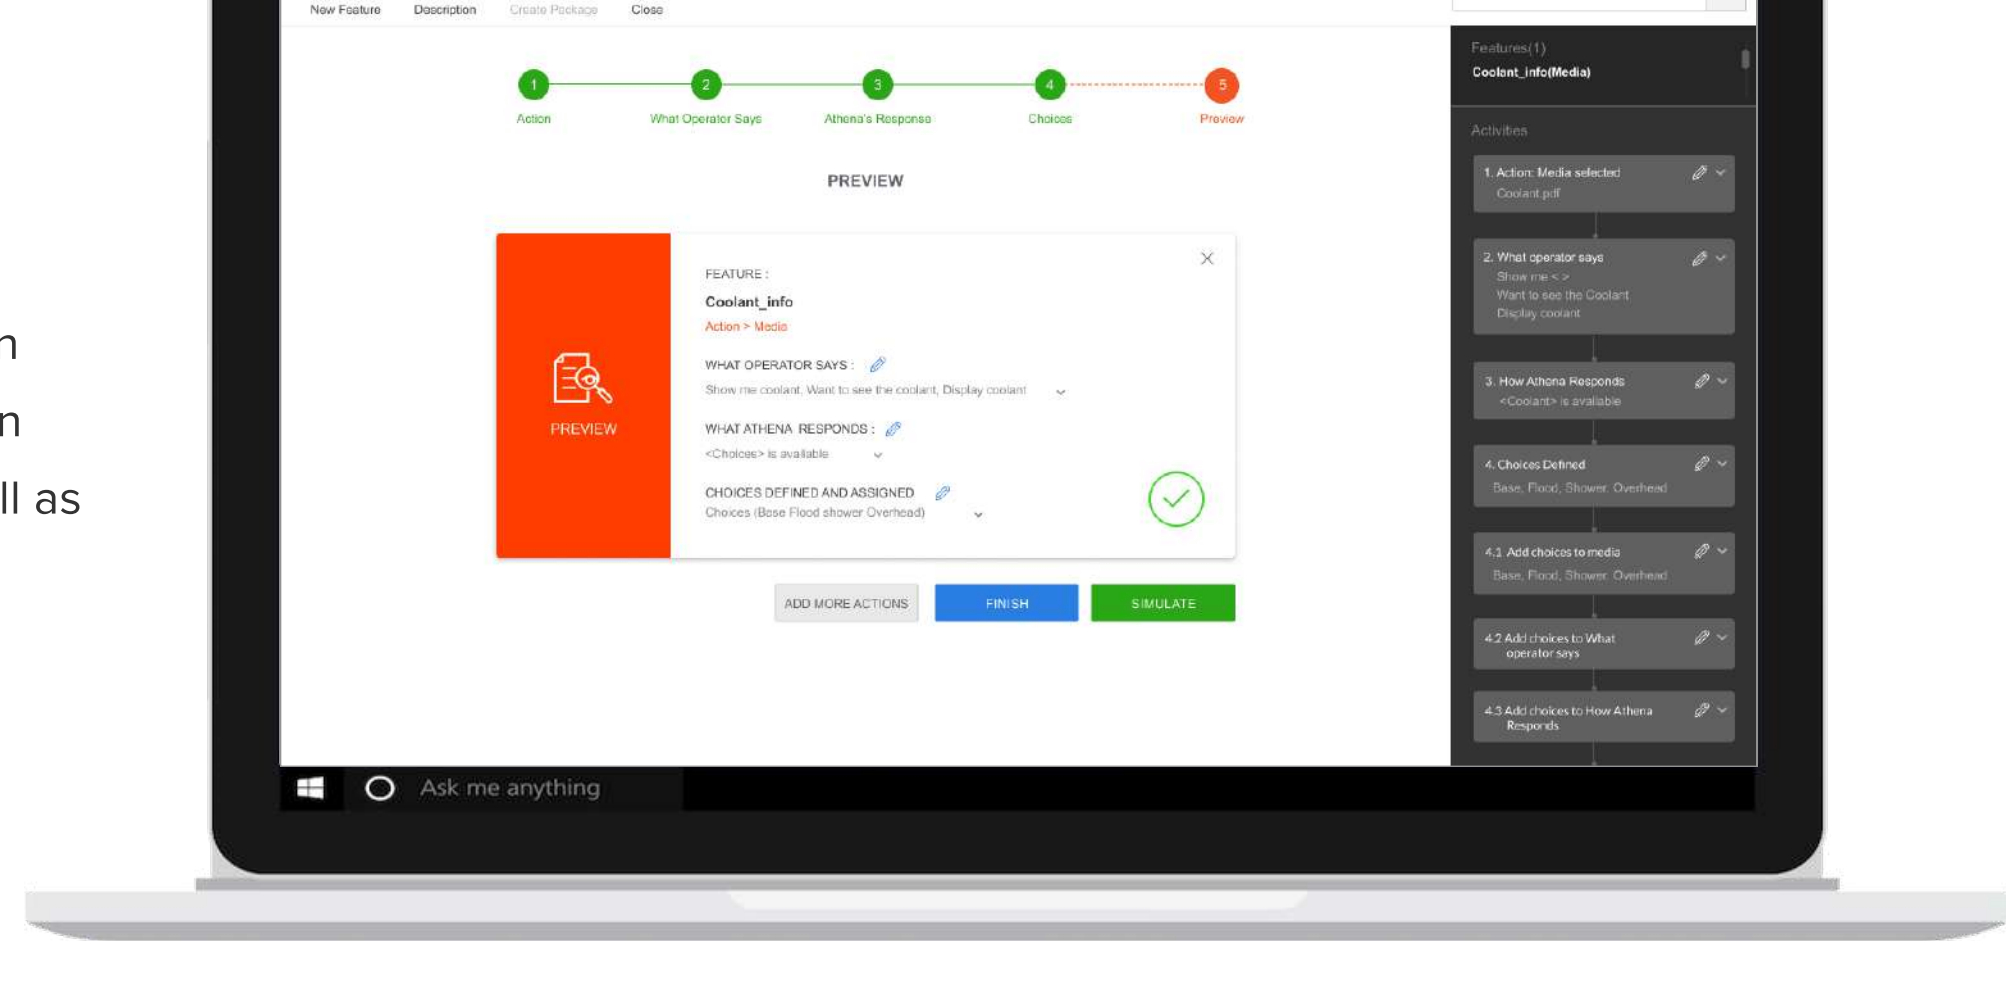 New Feature Description Create Package Close
1 2 3 4 5
Action What Operator Says Athena's Response Choices Preview
PREVIEW
PREVIEW
FEATURE :
Coolant_info
Action > Media
WHAT OPERATOR SAYS :
Show me coolant, Want to see the coolant, Display coolant
WHAT ATHENA RESPONDS :
<Choices> is available
CHOICES DEFINED AND ASSIGNED
Choices (Base Flood shower Overhead)
ADD MORE ACTIONS FINISH SIMULATE
Features(1)
Coolant_info(Media)
Activities
1. Action: Media selected
Coolant.pdf
2. What operator says
Show me < >
Want to see the Coolant
Display coolant
3. How Athena Responds
<Coolant> is available
4. Choices Defined
Base, Flood, Shower, Overhead
4.1 Add choices to media
Base, Flood, Shower, Overhead
4.2 Add choices to What
operator says
4.3 Add choices to How Athena
Responds
Ask me anything
n
n
ll as